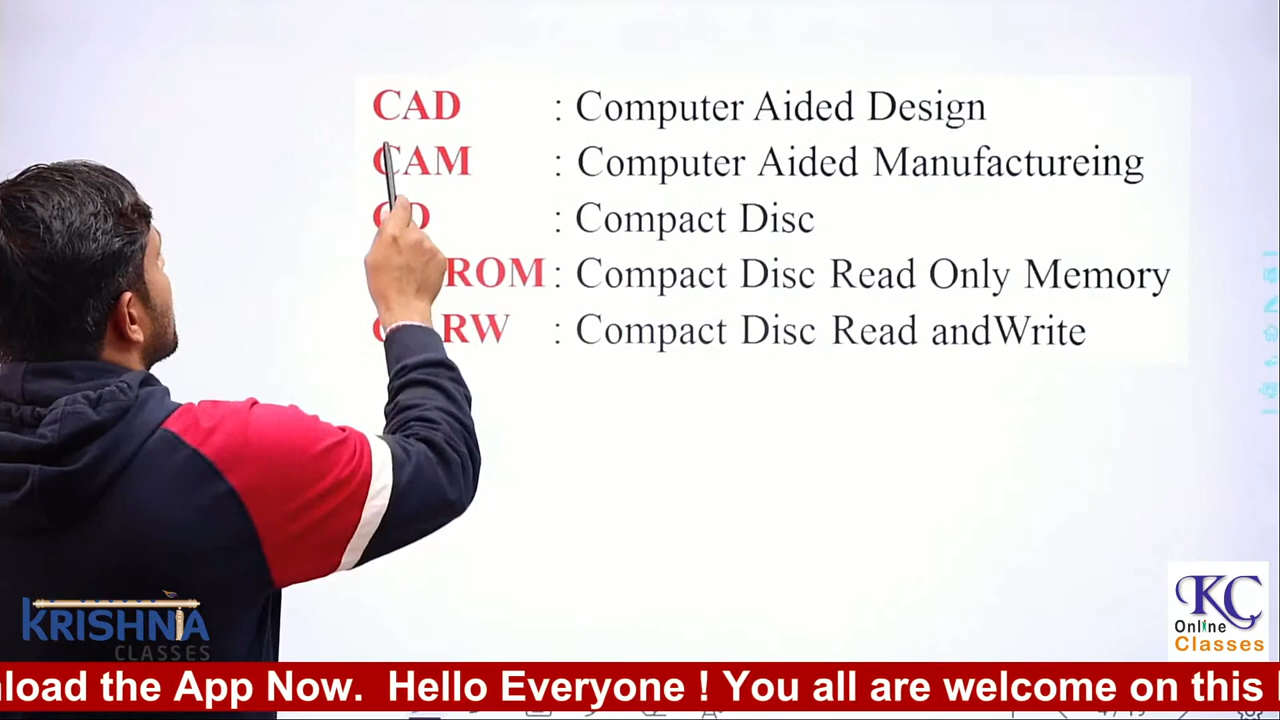 CAD : Computer Aided Design
CAM : Computer Aided Manufactureing
CD : Compact Disc
ROM : Compact Disc Read Only Memory
RW : Compact Disc Read andWrite
KRISHNA
CLASSES
KC
Online
Classes
load the App Now. Hello Everyone ! You all are welcome on this